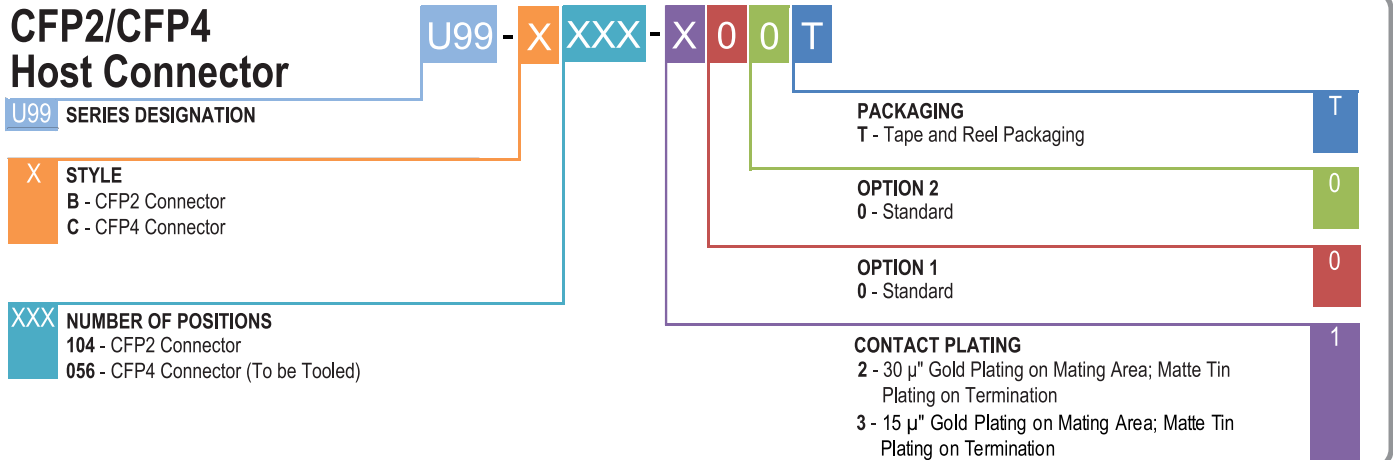 CFP2/CFP4
Host Connector
U99 - X XXX - X 0 0 T
U99 SERIES DESIGNATION
X STYLE
B - CFP2 Connector
C - CFP4 Connector
XXX NUMBER OF POSITIONS
104 - CFP2 Connector
056 - CFP4 Connector (To be Tooled)
PACKAGING T
T - Tape and Reel Packaging
OPTION 2 0
0 - Standard
OPTION 1 0
0 - Standard
CONTACT PLATING 1
2 - 30 µ" Gold Plating on Mating Area; Matte Tin
Plating on Termination
3 - 15 µ" Gold Plating on Mating Area; Matte Tin
Plating on Termination